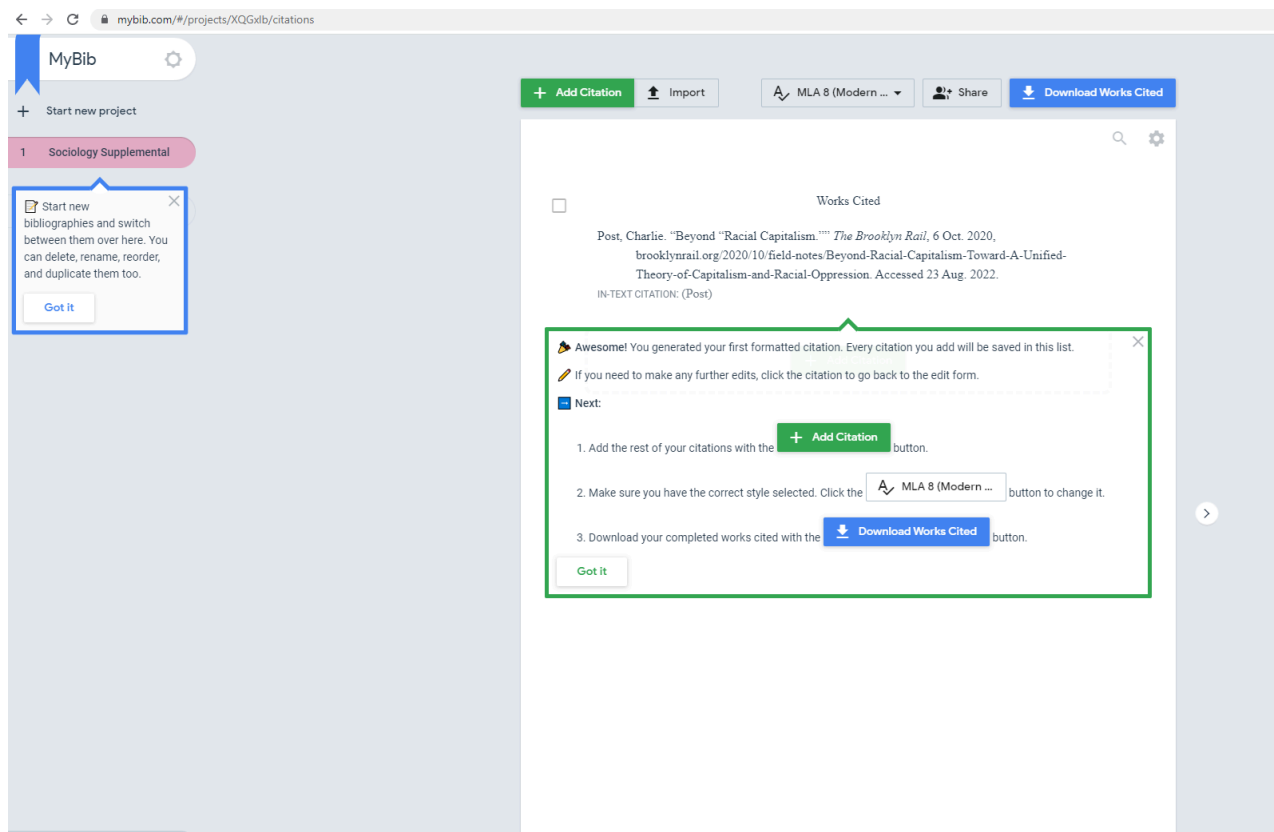 mybib.com/#/projects/XQGxlb/citations
MyBib
Start new project
1 Sociology Supplemental
Start new
bibliographies and switch
between them over here. You
can delete, rename, reorder,
and duplicate them too.
Got it
+ Add Citation Import MLA 8 (Modern ... Share Download Works Cited
Works Cited
Post, Charlie. “Beyond “Racial Capitalism.”” The Brooklyn Rail, 6 Oct. 2020,
brooklynrail.org/2020/10/field-notes/Beyond-Racial-Capitalism-Toward-A-Unified-
Theory-of-Capitalism-and-Racial-Oppression. Accessed 23 Aug. 2022.
IN-TEXT CITATION: (Post)
Awesome! You generated your first formatted citation. Every citation you add will be saved in this list.
If you need to make any further edits, click the citation to go back to the edit form.
Next:
1. Add the rest of your citations with the + Add Citation button.
2. Make sure you have the correct style selected. Click the MLA 8 (Modern ... button to change it.
3. Download your completed works cited with the Download Works Cited button.
Got it